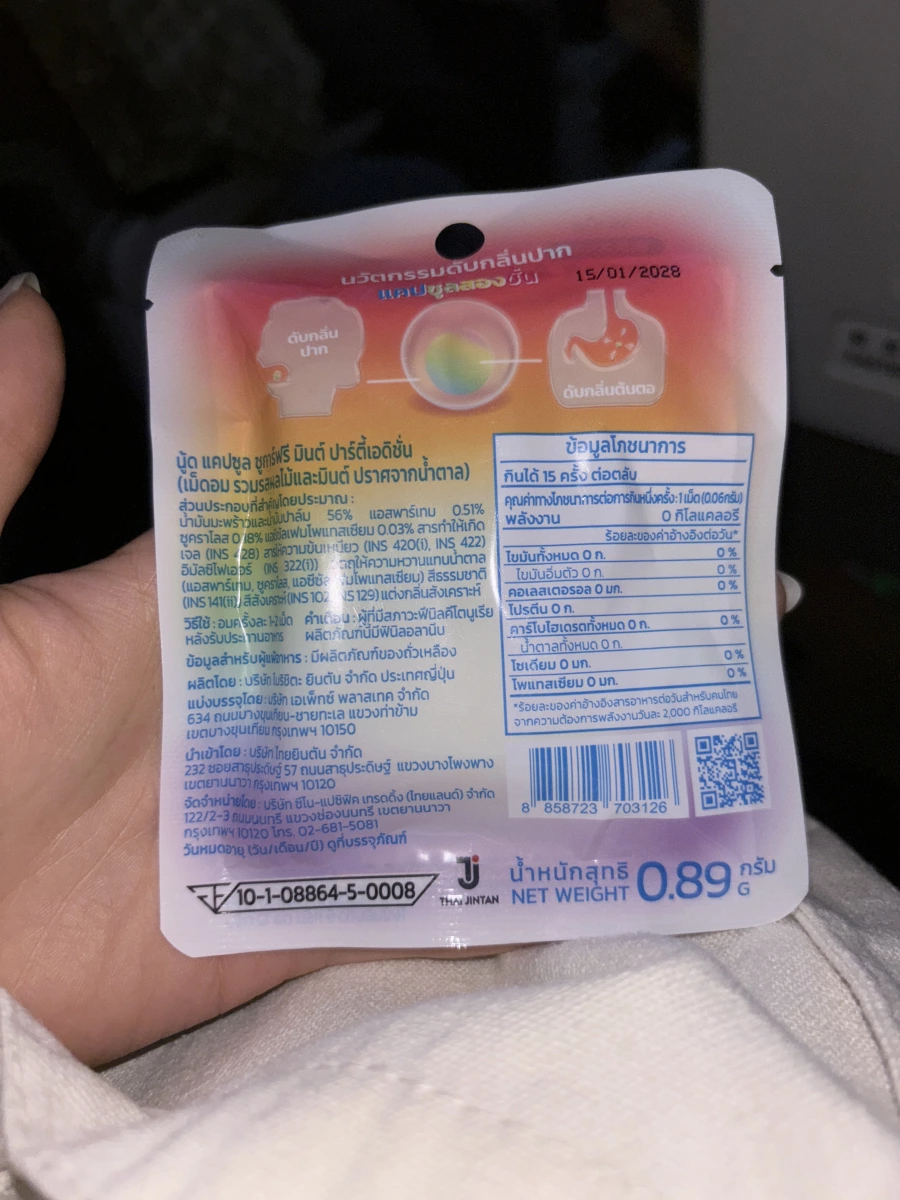 นวัตกรรมดับกลิ่นปาก
แคปซูลสองชั้น
15/01/2028
ดับกลิ่น
ปาก
ดับกลิ่นต้นตอ
นู้ด แคปซูล ชูการ์ฟรี มินต์ ปาร์ตี้เอดิชั่น
(เม็ดอม รวมรสผลไม้และมินต์ ปราศจากน้ำตาล)
ส่วนประกอบที่สำคัญโดยประมาณ :
น้ำมันมะพร้าวและน้ำมันปาล์ม 56% แอสพาร์เทม 0.51%
ซูคราโลส 0.48% แอซีซัลเฟมโพแทสเซียม 0.03% สารทำให้เกิด
เจล (INS 428) สารให้ความข้นเหนียว (INS 420(i), INS 422)
อิมัลซิไฟเออร์ (INS 322(i)) วัตถุให้ความหวานแทนน้ำตาล
(แอสพาร์เทม, ซูคราโลส, แอซีซัลเฟมโพแทสเซียม) สีธรรมชาติ
(INS 141(ii)) สีสังเคราะห์ (INS 102, INS 129) แต่งกลิ่นสังเคราะห์
วิธีใช้ : อมครั้งละ 1-2 เม็ด คำเตือน : ผู้ที่มีสภาวะฟีนิลคีโตนูเรีย
หลังรับประทานอาหาร ผลิตภัณฑ์นี้มีฟีนิลอลานีน
ข้อมูลสำหรับผู้แพ้อาหาร : มีผลิตภัณฑ์ของถั่วเหลือง
ผลิตโดย : บริษัท โมริชิตะ ยินตัน จำกัด ประเทศญี่ปุ่น
แบ่งบรรจุโดย : บริษัท เอเพ็กซ์ พลาสเทค จำกัด
634 ถนนบางขุนเทียน-ชายทะเล แขวงท่าข้าม
เขตบางขุนเทียน กรุงเทพฯ 10150
นำเข้าโดย : บริษัท ไทยยินตัน จำกัด
232 ซอยสาธุประดิษฐ์ 57 ถนนสาธุประดิษฐ์ แขวงบางโพงพาง
เขตยานนาวา กรุงเทพฯ 10120
จัดจำหน่ายโดย : บริษัท ซีโน-แปซิฟิค เทรดดิ้ง (ไทยแลนด์) จำกัด
122/2-3 ถนนนนทรี แขวงช่องนนทรี เขตยานนาวา
กรุงเทพฯ 10120 โทร. 02-681-5081
วันหมดอายุ (วัน/เดือน/ปี) ดูที่บรรจุภัณฑ์
10-1-08864-5-0008
THAI JINTAN
ข้อมูลโภชนาการ
กินได้ 15 ครั้ง ต่อตลับ
คุณค่าทางโภชนาการต่อการกินหนึ่งครั้ง : 1 เม็ด (0.06กรัม)
พลังงาน 0 กิโลแคลอรี
ร้อยละของค่าอ้างอิงต่อวัน*
ไขมันทั้งหมด 0 ก. 0 %
ไขมันอิ่มตัว 0 ก. 0 %
คอเลสเตอรอล 0 มก. 0 %
โปรตีน 0 ก.
คาร์โบไฮเดรตทั้งหมด 0 ก. 0 %
น้ำตาลทั้งหมด 0 ก.
โซเดียม 0 มก. 0 %
โพแทสเซียม 0 มก. 0 %
*ร้อยละของค่าอ้างอิงสารอาหารต่อวันสำหรับคนไทย
จากความต้องการพลังงานวันละ 2,000 กิโลแคลอรี
8 858723 703126
น้ำหนักสุทธิ 0.89 กรัม
NET WEIGHT G